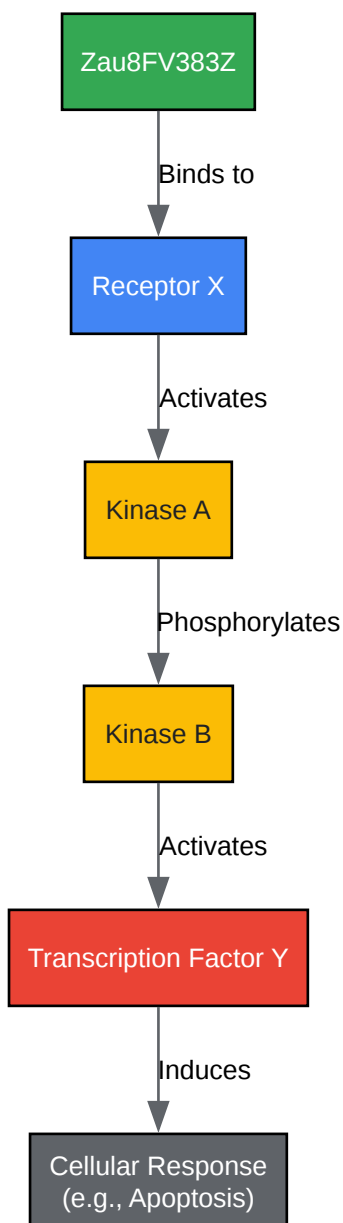 Zau8FV383Z
Binds to
Receptor X
Activates
Kinase A
Phosphorylates
Kinase B
Activates
Transcription Factor Y
Induces
Cellular Response
(e.g., Apoptosis)